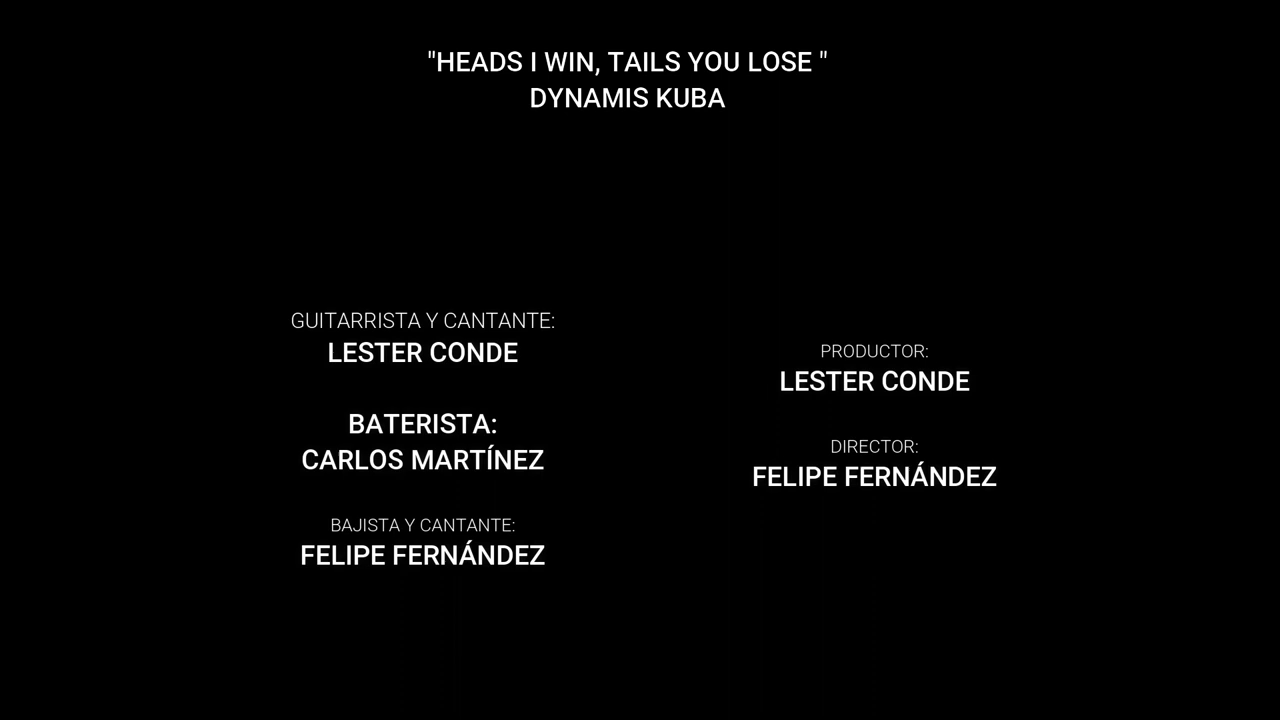 "HEADS I WIN, TAILS YOU LOSE "
DYNAMIS KUBA
GUITARRISTA Y CANTANTE:
LESTER CONDE
BATERISTA:
CARLOS MARTÍNEZ
BAJISTA Y CANTANTE:
FELIPE FERNÁNDEZ
PRODUCTOR:
LESTER CONDE
DIRECTOR:
FELIPE FERNÁNDEZ